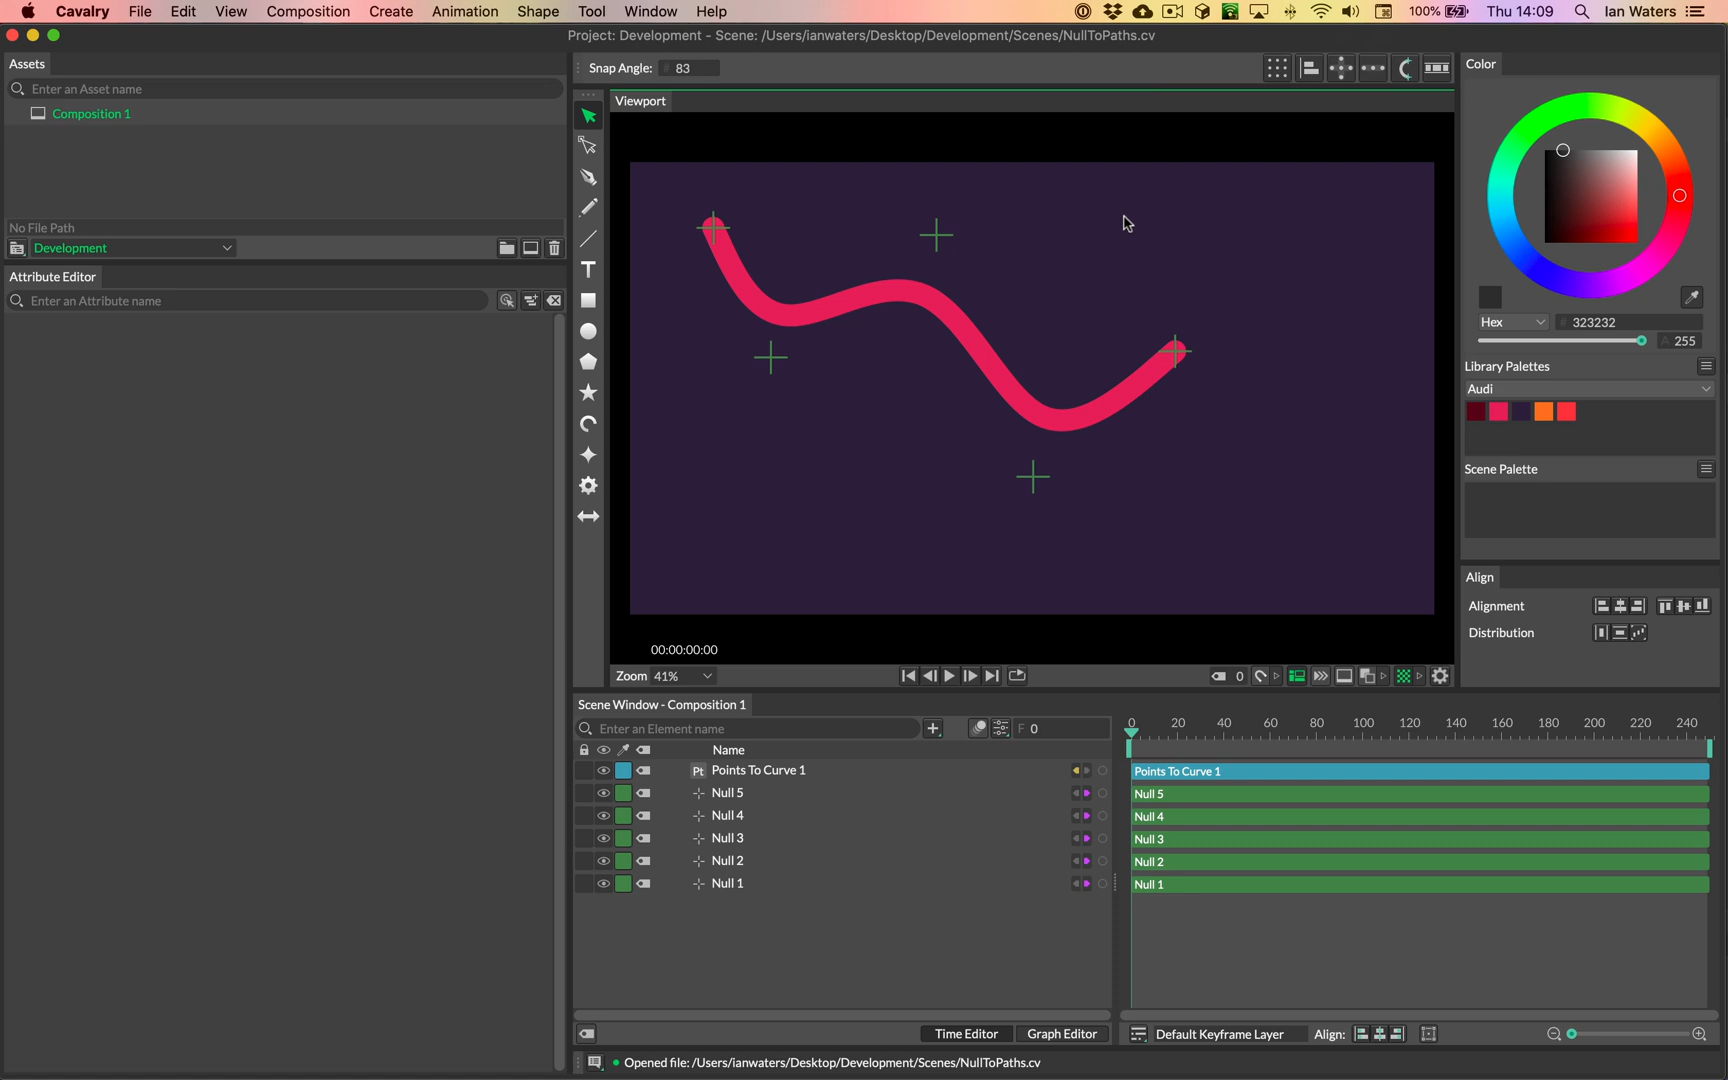 Cavalry File Edit View Composition Create Animation Shape Tool Window Help 100% Thu 14:09 Ian Waters
Project: Development - Scene: /Users/ianwaters/Desktop/Development/Scenes/NullToPaths.cv
Assets
Enter an Asset name
Composition 1
No File Path
Development
Attribute Editor
Enter an Attribute name
Snap Angle: # 83
Viewport
00:00:00:00
Zoom 41%
0
Color
Hex # 323232
A 255
Library Palettes
Audi
Scene Palette
Align
Alignment
Distribution
Scene Window - Composition 1
Enter an Element name
F 0
0 20 40 60 80 100 120 140 160 180 200 220 240
Name
Pt Points To Curve 1
Null 5
Null 4
Null 3
Null 2
Null 1
Points To Curve 1
Null 5
Null 4
Null 3
Null 2
Null 1
Time Editor Graph Editor
Default Keyframe Layer Align:
Opened file: /Users/ianwaters/Desktop/Development/Scenes/NullToPaths.cv